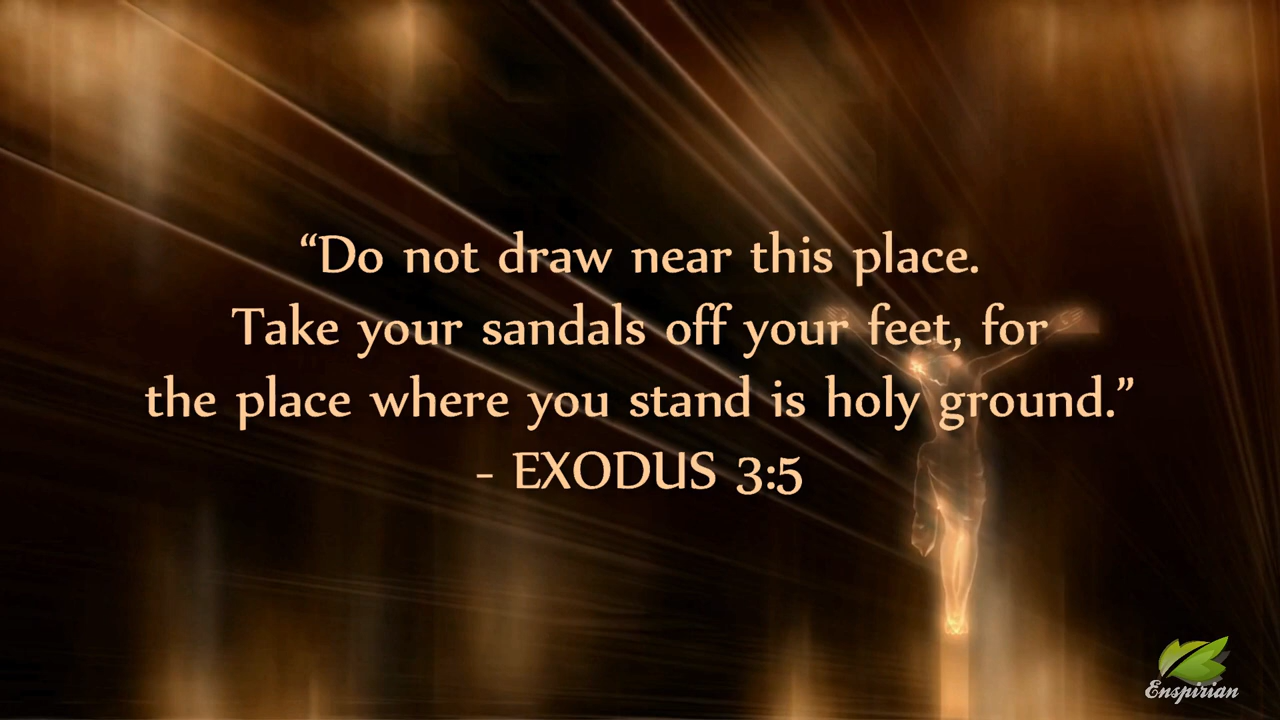 “Do not draw near this place.
Take your sandals off your feet, for
the place where you stand is holy ground.”
- EXODUS 3:5
Enspirian